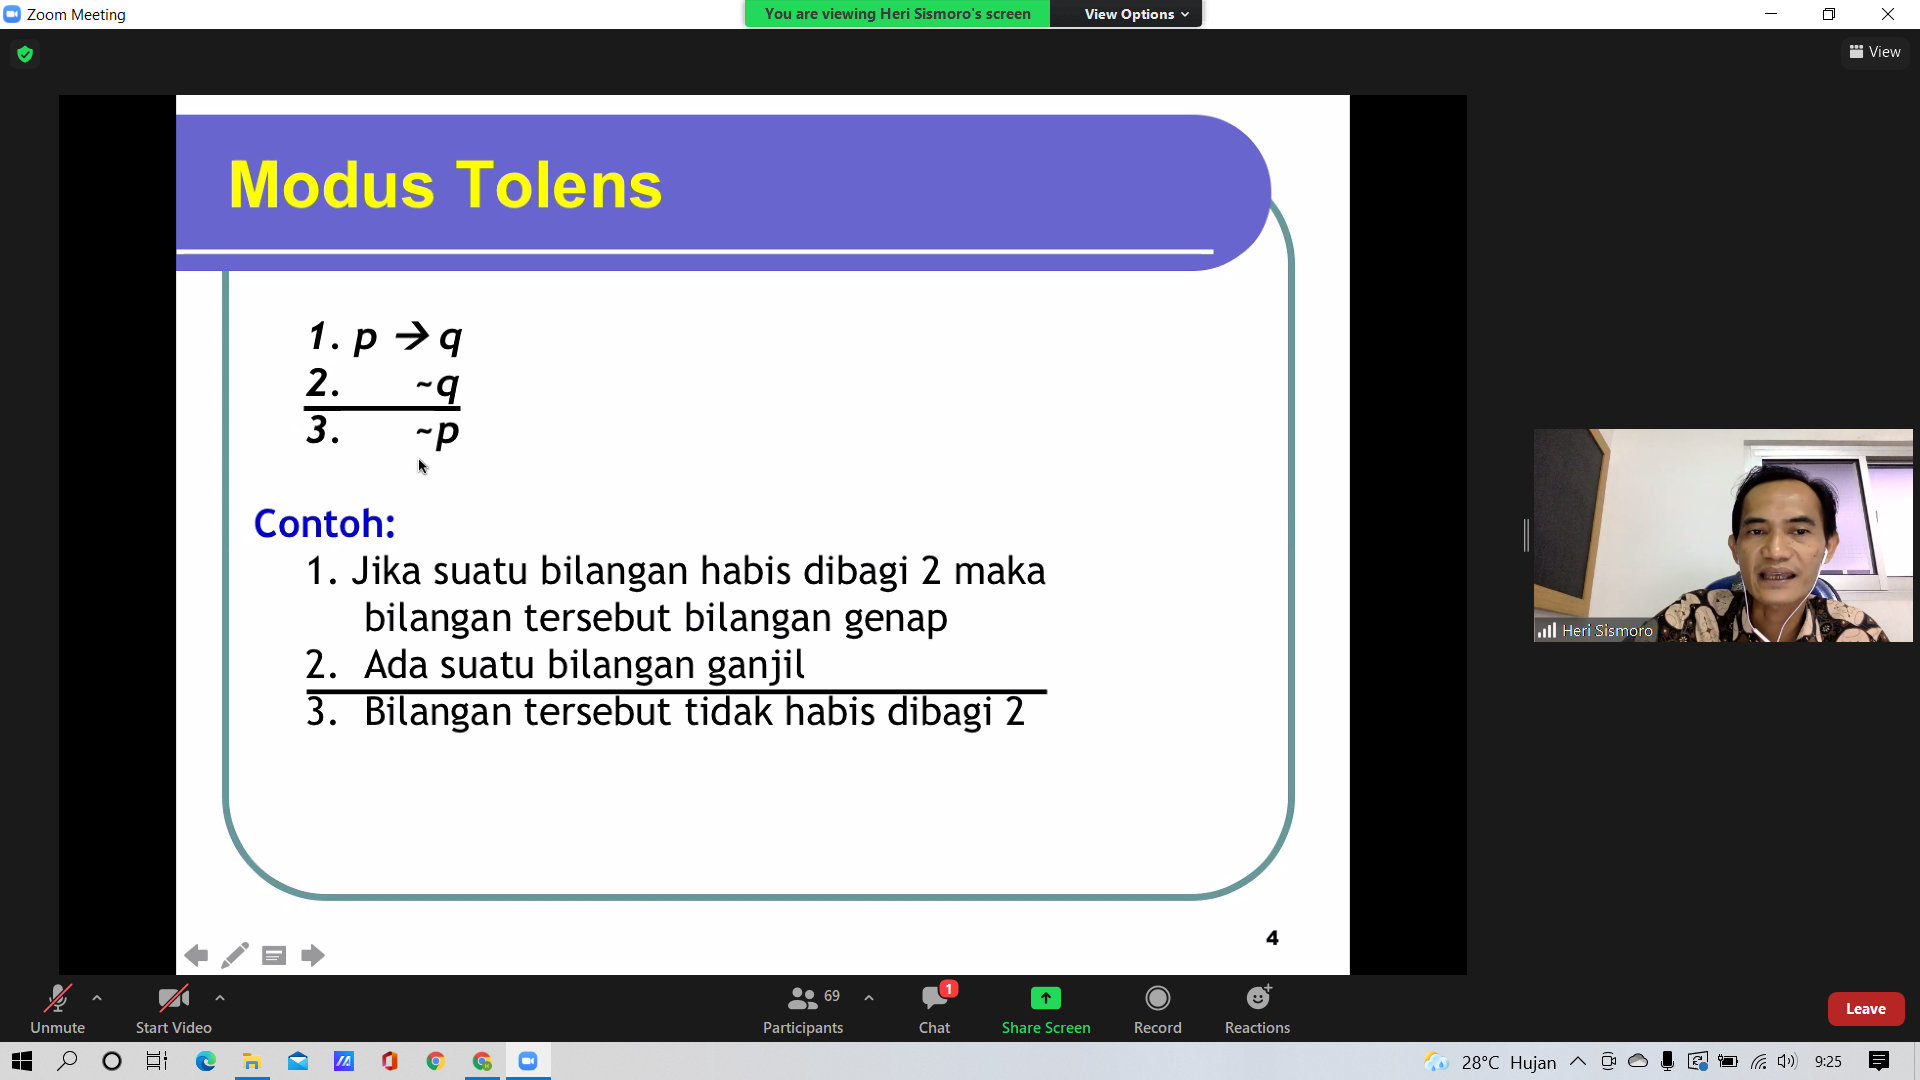 Zoom Meeting
You are viewing Heri Sismoro's screen
View Options
View
Modus Tolens
1. p → q
2. ~q
3. ~p
Contoh:
1. Jika suatu bilangan habis dibagi 2 maka
bilangan tersebut bilangan genap
2. Ada suatu bilangan ganjil
3. Bilangan tersebut tidak habis dibagi 2
4
Heri Sismoro
Unmute
Start Video
69
Participants
1
Chat
Share Screen
Record
Reactions
Leave
28°C Hujan
9:25